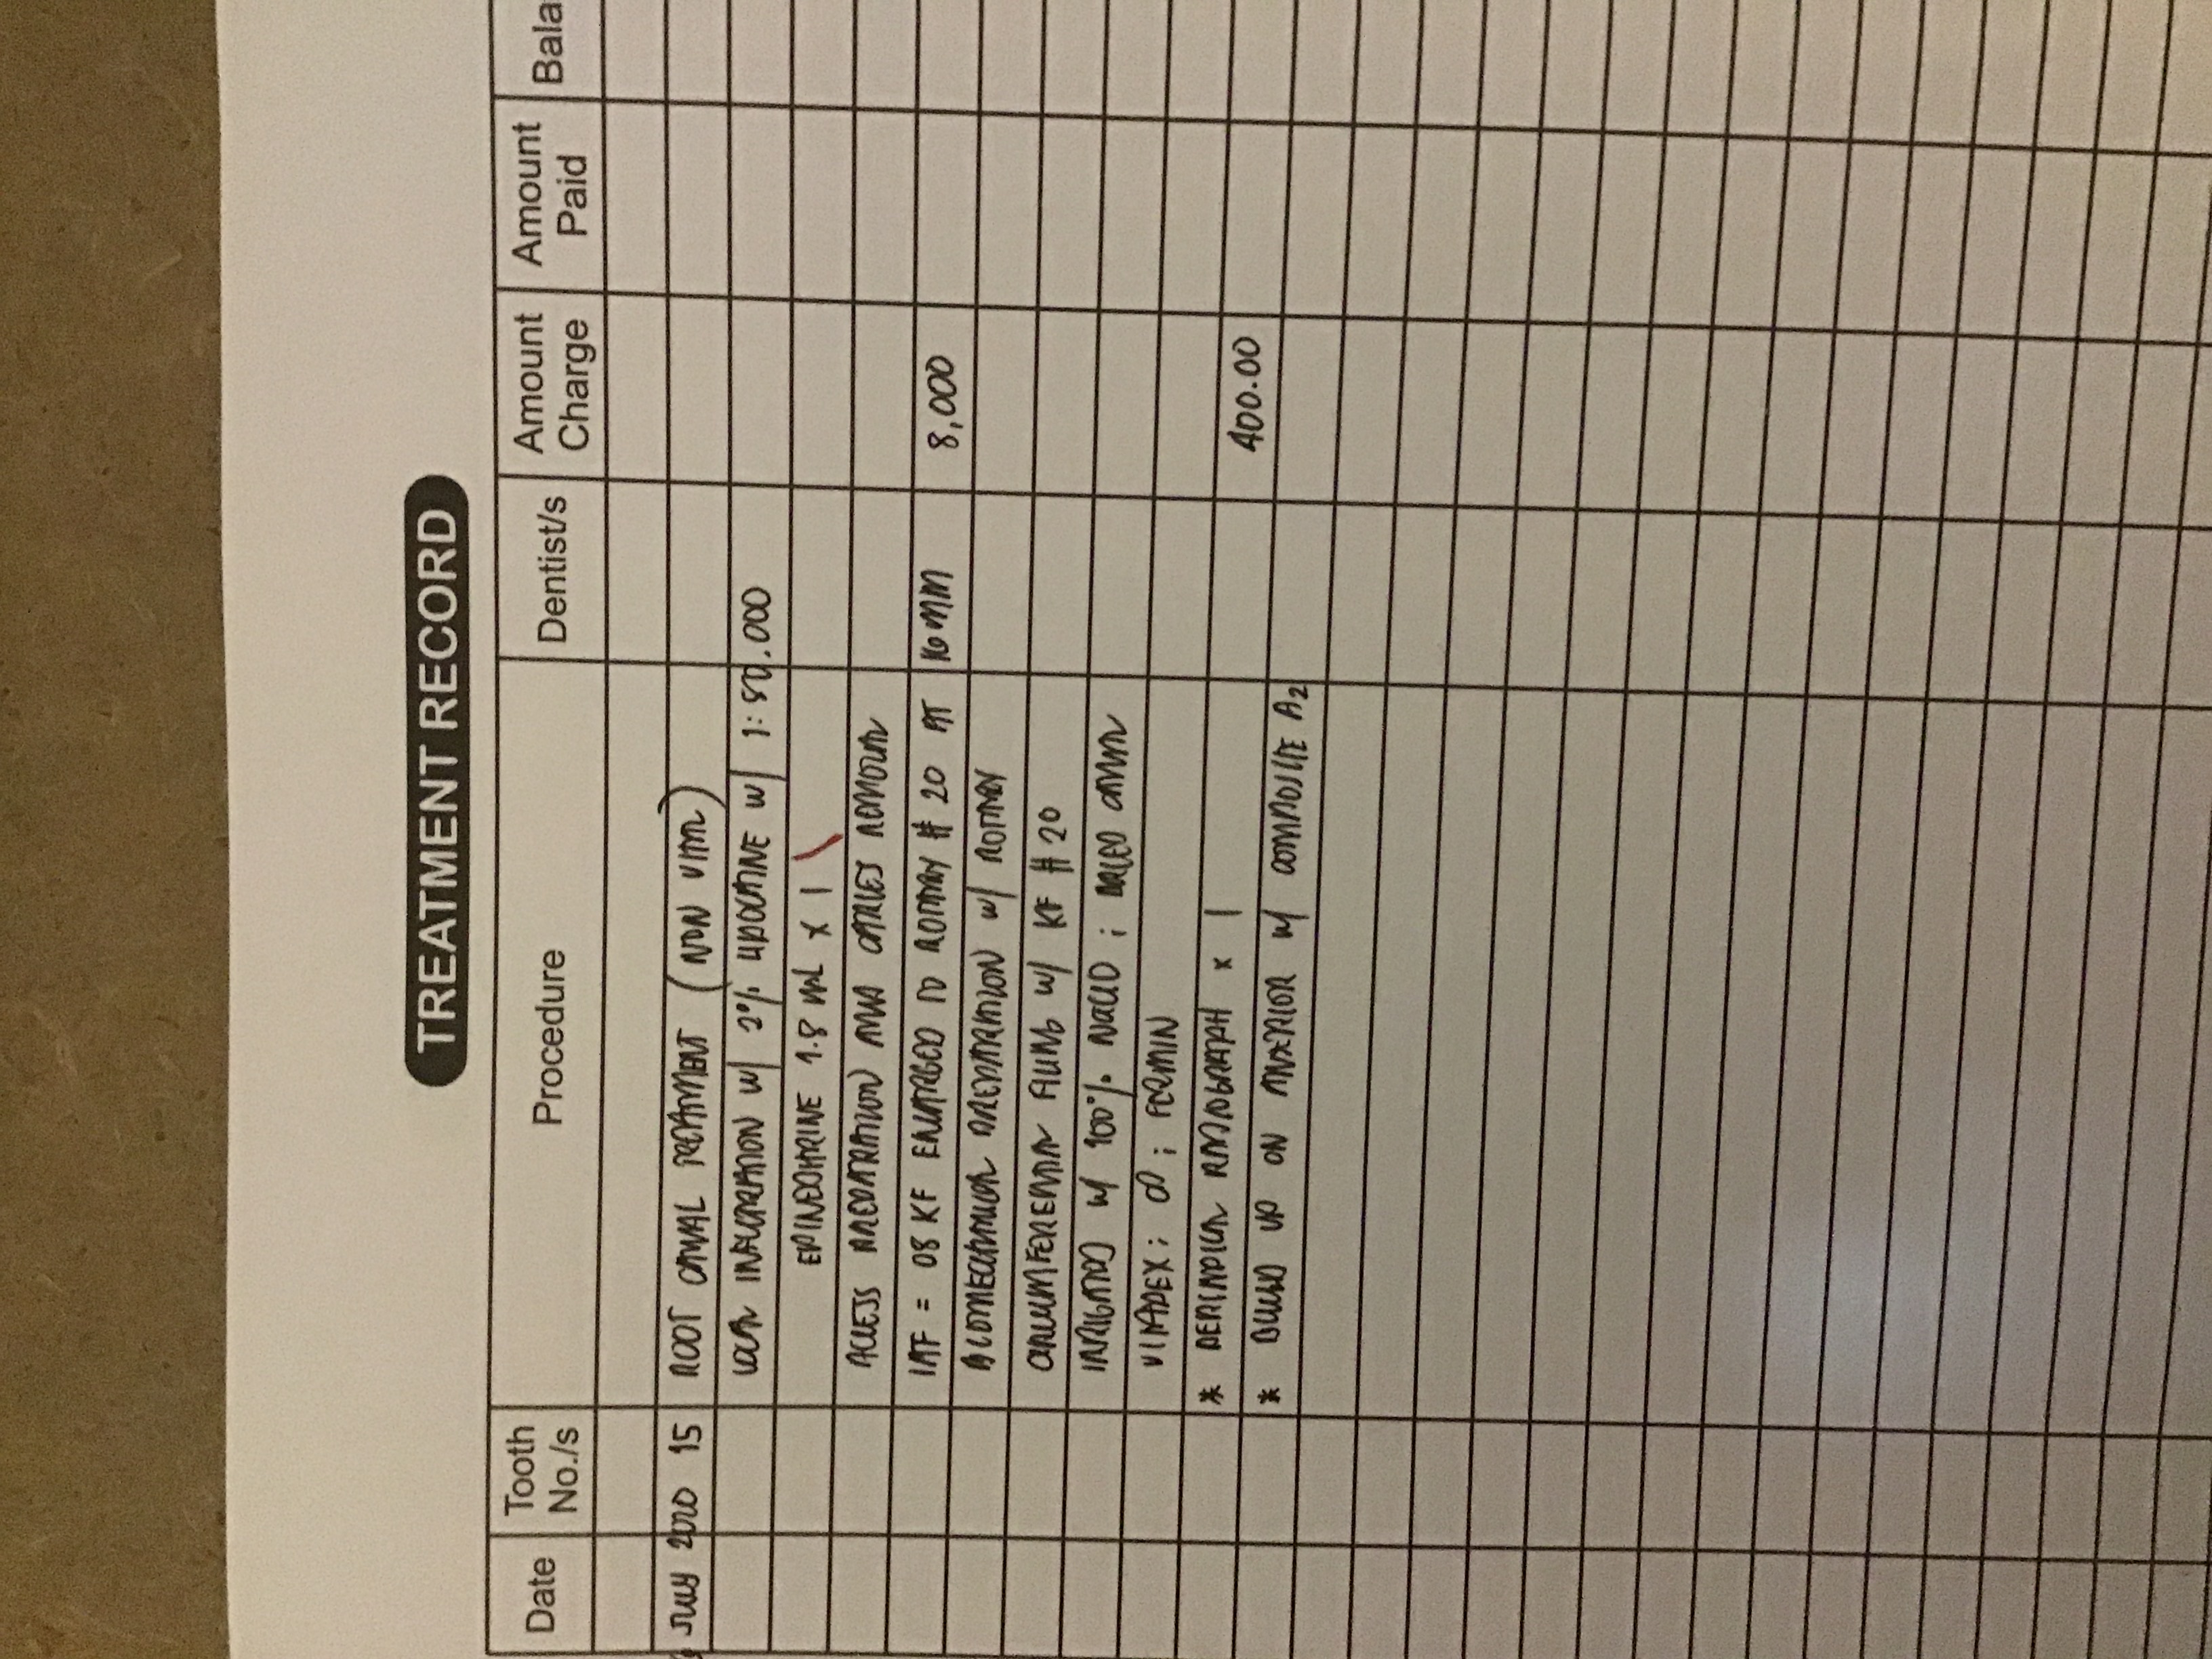 TREATMENT RECORD
Date Tooth No./s Procedure Dentist/s Amount Charge Amount Paid Bala
July 2020 15 ROOT CANAL TREATMENT (NON VITAL)
LOCAL INFILTRATION w/ 2% LIDOCAINE w/ 1:80,000
EPINEPHRINE 1.8 mL x 1
ACCESS PREPARATION AND CARIES REMOVAL
IAF = 08 KF ENLARGED TO ROTARY # 20 AT 16 mm 8,000
BIOMECHANICAL PREPARATION w/ ROTARY
CIRCUMFERENTIAL FILING w/ KF # 20
IRRIGATED w/ 100% NaClO ; DRIED CANAL
VITAPEX ; CP ; FERMIN
* PERIAPICAL RADIOGRAPH x 1 400.00
* BUILD UP ON ANTERIOR w/ COMPOSITE A2